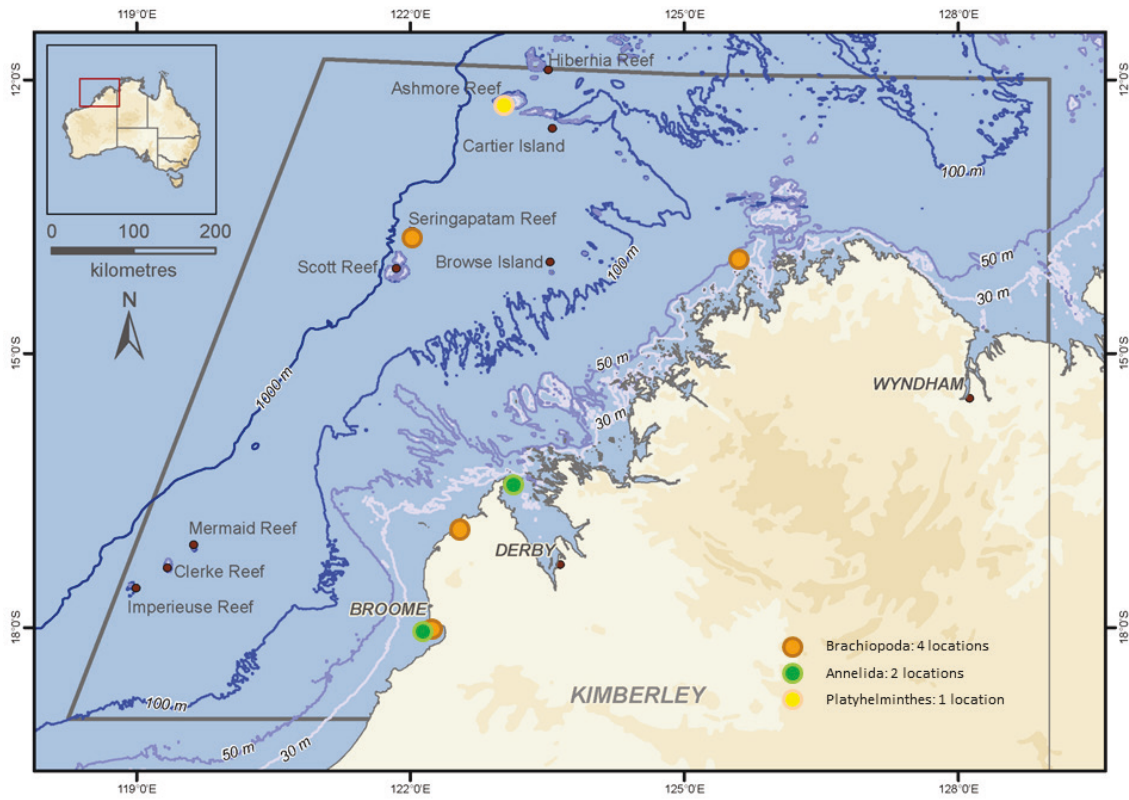 119°0'E 122°0'E 125°0'E 128°0'E
12°0'S 12°0'S
Hiberhia Reef
Ashmore Reef
Cartier Island
100 m
0 100 200
kilometres
N
Seringapatam Reef
Scott Reef
Browse Island
100 m
50 m
30 m
15°0'S 15°0'S
50 m
1000 m
WYNDHAM
30 m
Mermaid Reef
Clerke Reef
Imperieuse Reef
DERBY
BROOME
18°0'S 18°0'S
Brachiopoda: 4 locations
Annelida: 2 locations
Platyhelminthes: 1 location
KIMBERLEY
100 m
50 m
30 m
119°0'E 122°0'E 125°0'E 128°0'E